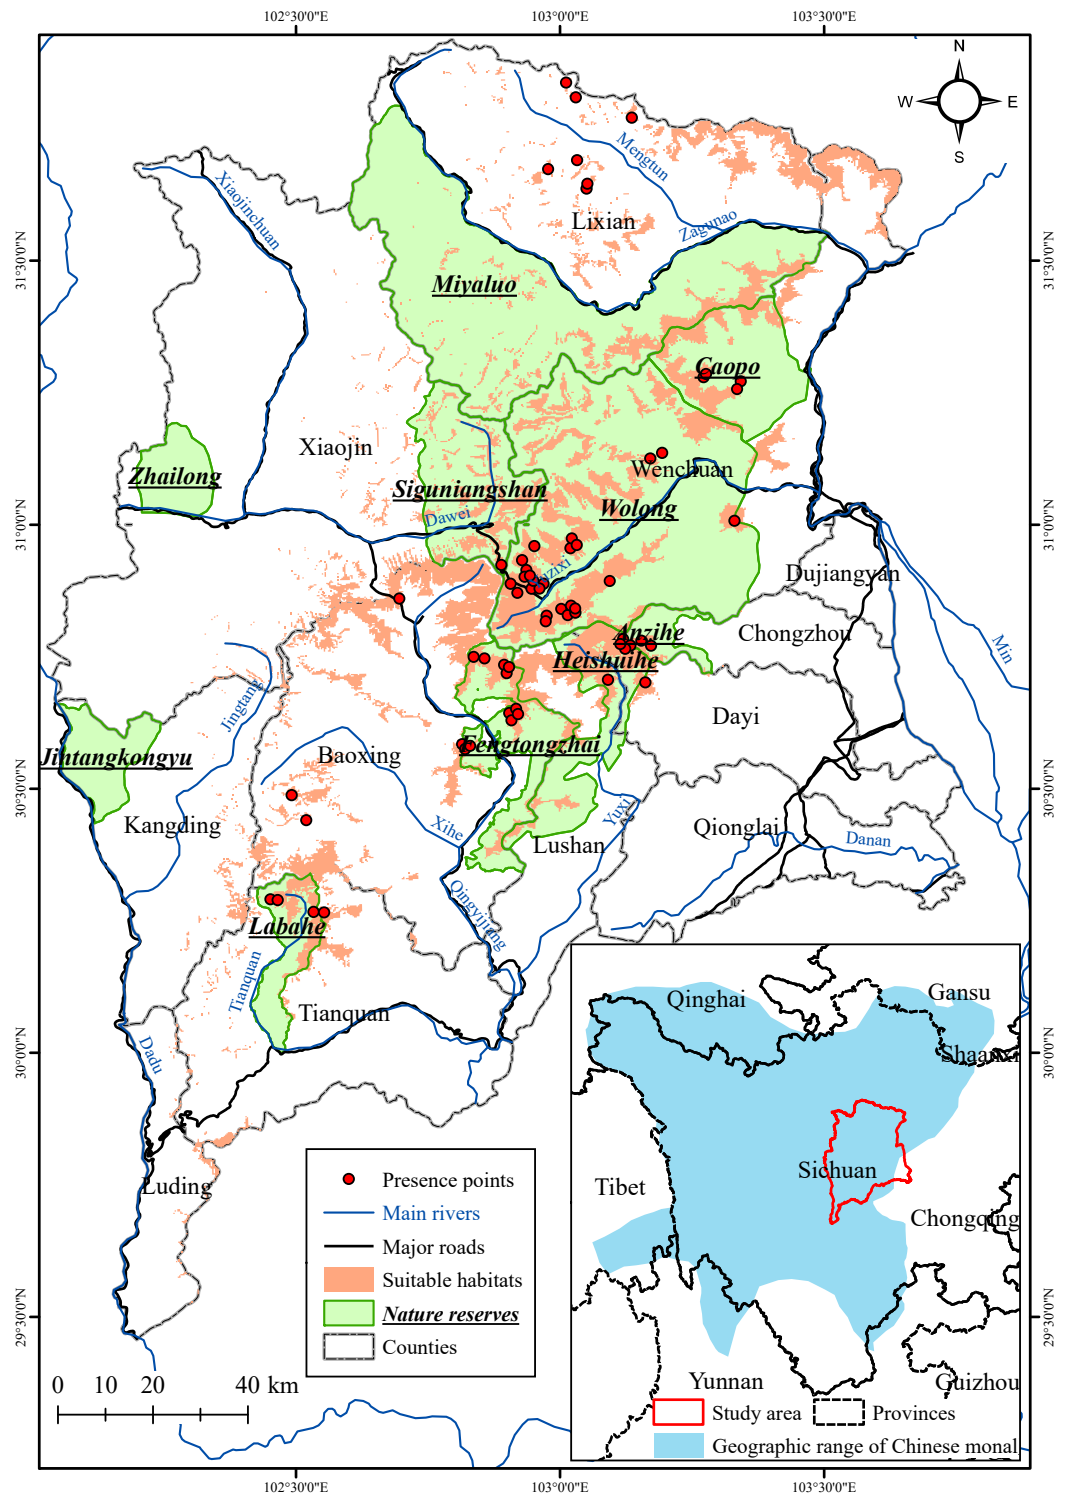 102°30'0"E
103°0'0"E
103°30'0"E
N
W
E
S
Mengtun
Xiaojinchuan
Lixian
Zagunao
31°30'0"N
31°30'0"N
Miyaluo
Caopo
Xiaojin
Wenchuan
Zhailong
Siguniangshan
Wolong
Dawei
31°0'0"N
31°0'0"N
Dujiangyan
Anzihe
Chongzhou
Min
Heishuihe
Jingtang
Dayi
Fengtongzhai
Baoxing
Jintangkongyu
30°30'0"N
30°30'0"N
Yuxi
Kangding
Xihe
Qionglai
Danan
Lushan
Qingyijiang
Labahe
Tianquan
Tianquan
Qinghai
Gansu
Dadu
Shaanxi
30°0'0"N
30°0'0"N
Sichuan
Tibet
Luding
Chongqing
Presence points
Main rivers
Major roads
Suitable habitats
Nature reserves
Counties
29°30'0"N
29°30'0"N
0 10 20 40 km
Yunnan
Guizhou
Study area
Provinces
Geographic range of Chinese monal
102°30'0"E
103°0'0"E
103°30'0"E